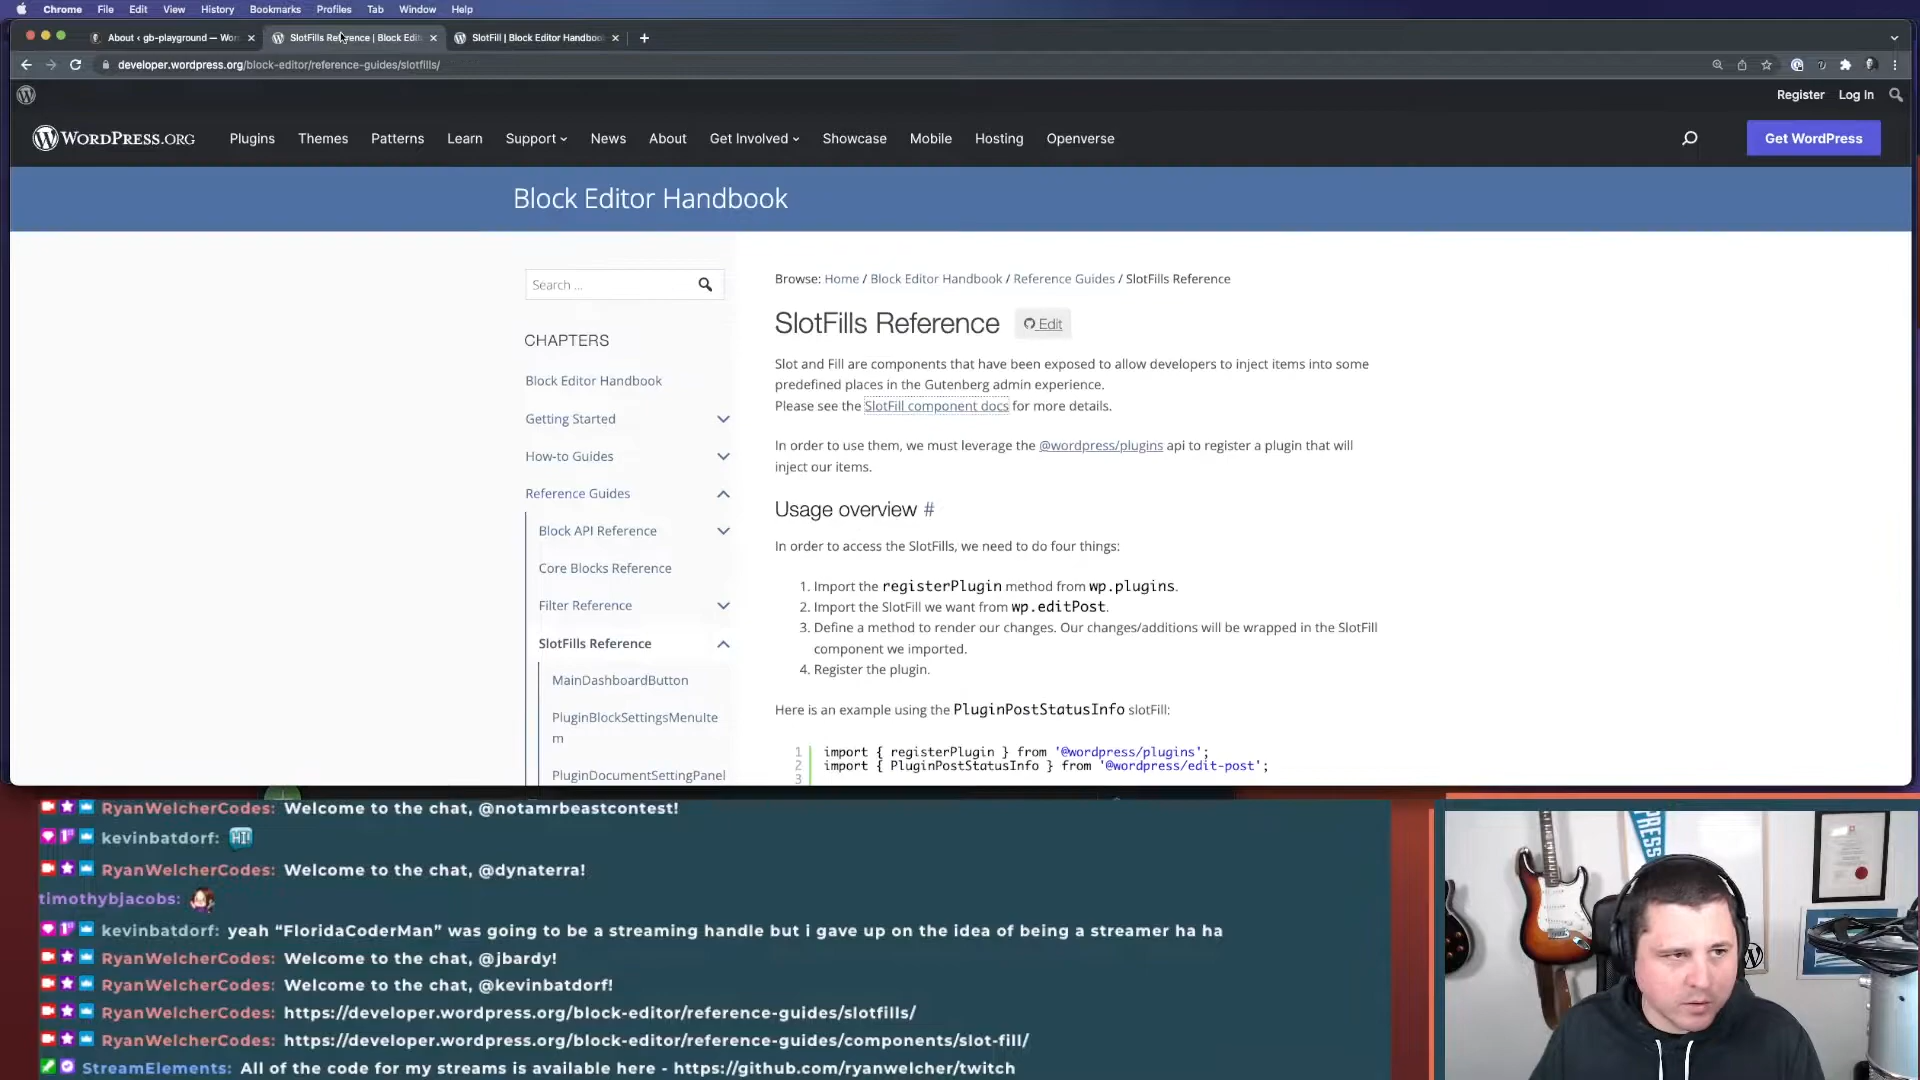 Chrome File Edit View History Bookmarks Profiles Tab Window Help
About ‹ gb-playground — Wor
SlotFills Reference | Block Edit
SlotFill | Block Editor Handboo
developer.wordpress.org/block-editor/reference-guides/slotfills/
Register Log In
WORDPRESS.ORG Plugins Themes Patterns Learn Support News About Get Involved Showcase Mobile Hosting Openverse Get WordPress
Block Editor Handbook
Search ...
CHAPTERS
Block Editor Handbook
Getting Started
How-to Guides
Reference Guides
Block API Reference
Core Blocks Reference
Filter Reference
SlotFills Reference
MainDashboardButton
PluginBlockSettingsMenuIte
m
PluginDocumentSettingPanel
Browse: Home / Block Editor Handbook / Reference Guides / SlotFills Reference
SlotFills Reference Edit
Slot and Fill are components that have been exposed to allow developers to inject items into some
predefined places in the Gutenberg admin experience.
Please see the SlotFill component docs for more details.
In order to use them, we must leverage the @wordpress/plugins api to register a plugin that will
inject our items.
Usage overview #
In order to access the SlotFills, we need to do four things:
1. Import the registerPlugin method from wp.plugins.
2. Import the SlotFill we want from wp.editPost.
3. Define a method to render our changes. Our changes/additions will be wrapped in the SlotFill
component we imported.
4. Register the plugin.
Here is an example using the PluginPostStatusInfo slotFill:
1 import { registerPlugin } from '@wordpress/plugins';
2 import { PluginPostStatusInfo } from '@wordpress/edit-post';
3
RyanWelcherCodes: Welcome to the chat, @notamrbeastcontest!
kevinbatdorf: HI!
RyanWelcherCodes: Welcome to the chat, @dynaterra!
timothybjacobs:
kevinbatdorf: yeah “FloridaCoderMan” was going to be a streaming handle but i gave up on the idea of being a streamer ha ha
RyanWelcherCodes: Welcome to the chat, @jbardy!
RyanWelcherCodes: Welcome to the chat, @kevinbatdorf!
RyanWelcherCodes: https://developer.wordpress.org/block-editor/reference-guides/slotfills/
RyanWelcherCodes: https://developer.wordpress.org/block-editor/reference-guides/components/slot-fill/
StreamElements: All of the code for my streams is available here - https://github.com/ryanwelcher/twitch
PRESS